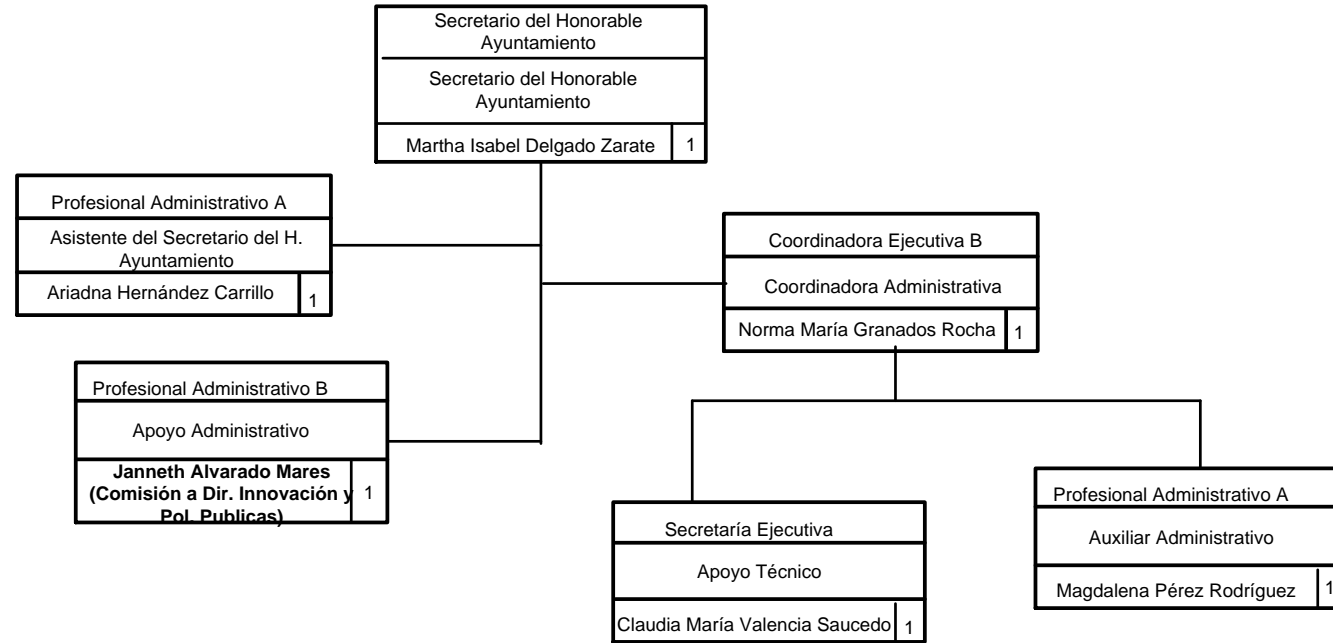 Secretario del Honorable
Ayuntamiento
Secretario del Honorable
Ayuntamiento
Martha Isabel Delgado Zarate 1
Profesional Administrativo A
Asistente del Secretario del H.
Ayuntamiento
Ariadna Hernández Carrillo 1
Coordinadora Ejecutiva B
Coordinadora Administrativa
Norma María Granados Rocha 1
Profesional Administrativo B
Apoyo Administrativo
Janneth Alvarado Mares
(Comisión a Dir. Innovación y 1
Pol. Publicas)
Secretaría Ejecutiva
Apoyo Técnico
Claudia María Valencia Saucedo 1
Profesional Administrativo A
Auxiliar Administrativo
Magdalena Pérez Rodríguez 1